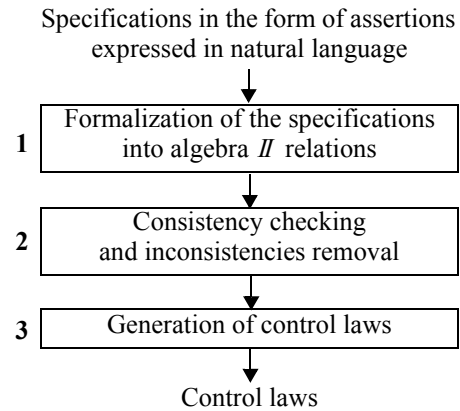 Specifications in the form of assertions
expressed in natural language
1
Formalization of the specifications
into algebra II relations
2
Consistency checking
and inconsistencies removal
3
Generation of control laws
Control laws